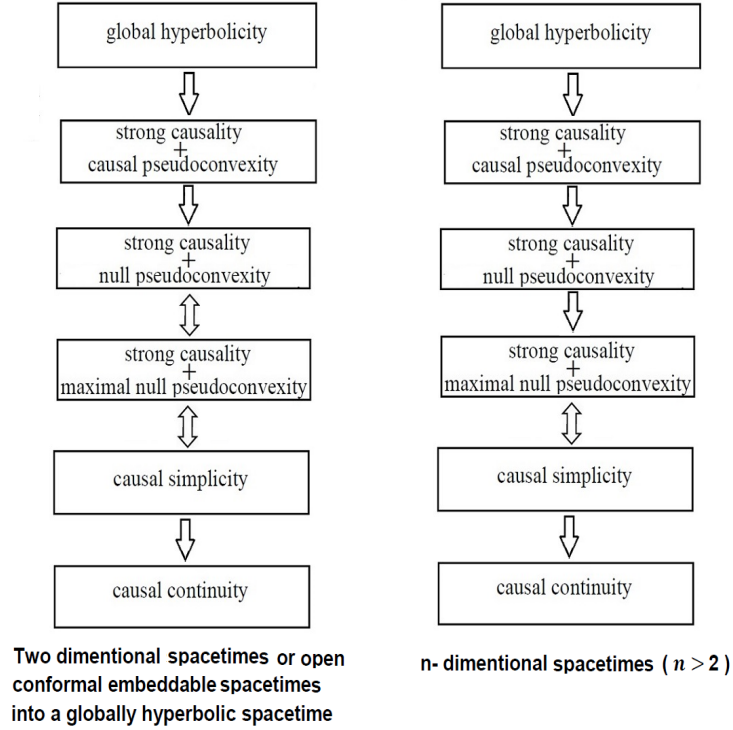 global hyperbolicity
strong causality
+
causal pseudoconvexity
strong causality
+
null pseudoconvexity
strong causality
+
maximal null pseudoconvexity
causal simplicity
causal continuity
Two dimentional spacetimes or open
conformal embeddable spacetimes
into a globally hyperbolic spacetime
global hyperbolicity
strong causality
+
causal pseudoconvexity
strong causality
+
null pseudoconvexity
strong causality
+
maximal null pseudoconvexity
causal simplicity
causal continuity
n- dimentional spacetimes ( n > 2 )